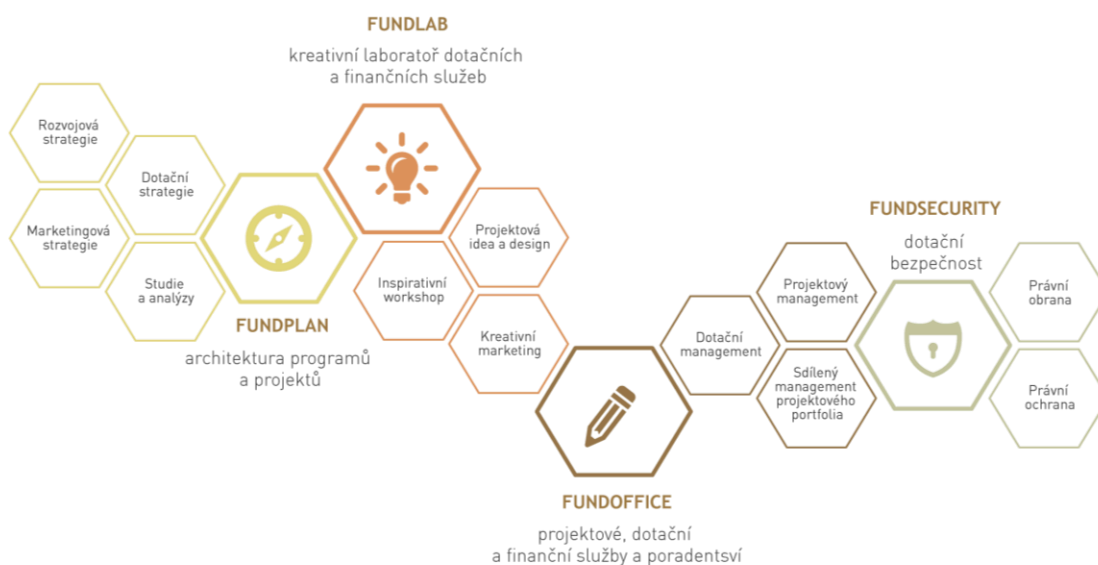 FUNDLAB
kreativní laboratoř dotačních
a finančních služeb
Rozvojová
strategie
Dotační
strategie
Marketingová
strategie
Studie
a analýzy
FUNDPLAN
architektura programů
a projektů
Projektová
idea a design
Inspirativní
workshop
Kreativní
marketing
FUNDOFFICE
projektové, dotační
a finanční služby a poradentsví
Dotační
management
Projektový
management
Sdílený
management
projektového
portfolia
FUNDSECURITY
dotační
bezpečnost
Právní
obrana
Právní
ochrana